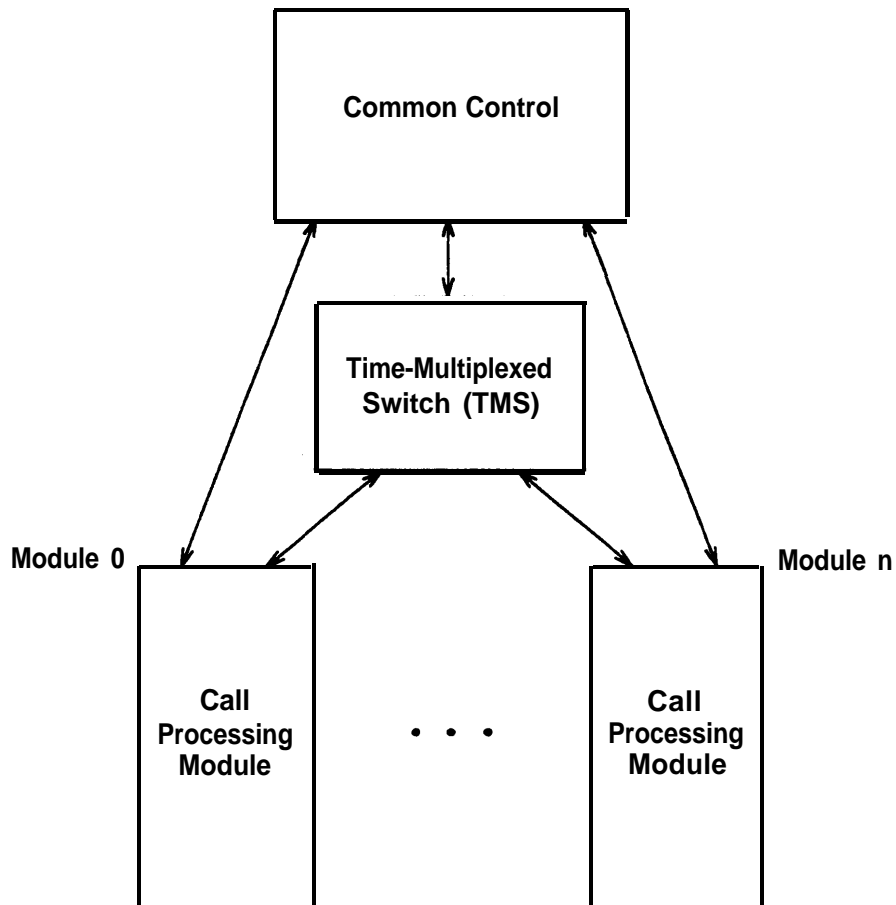 Common Control
Time-Multiplexed
Switch (TMS)
Module 0
Module n
Call
Processing
Module
. . .
Call
Processing
Module